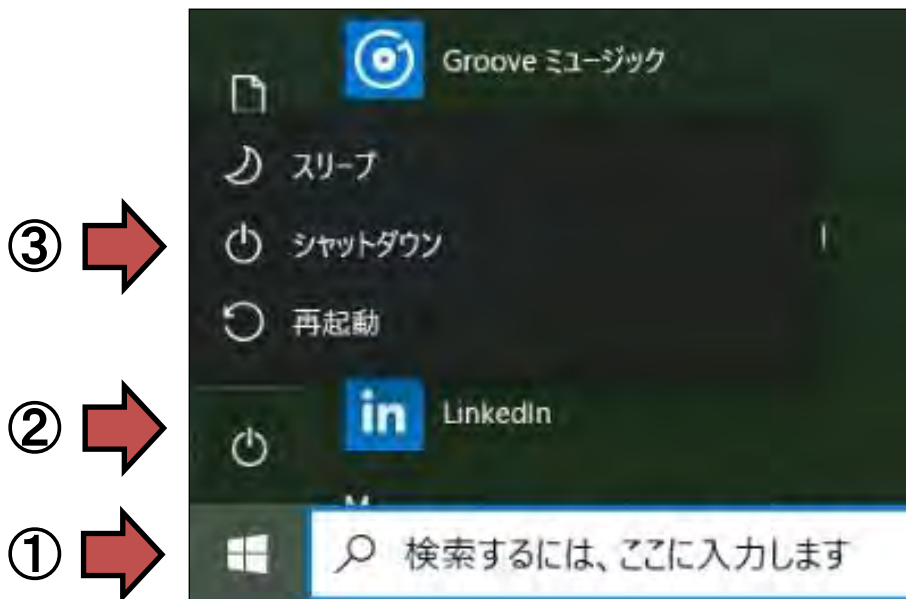 Groove ミュージック
スリープ
③ シャットダウン
再起動
② LinkedIn
① 検索するには、ここに入力します